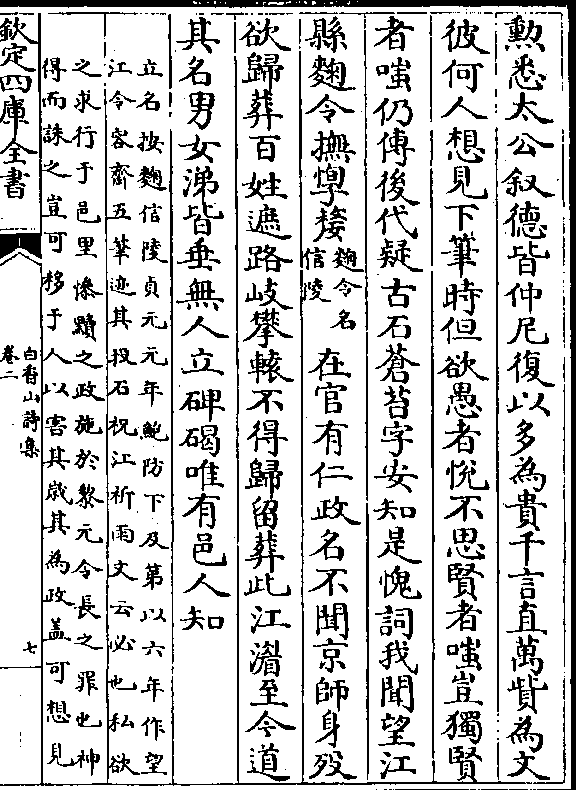 勲悉太公叙德皆仲尼復以多為貴千言直萬貲為文
彼何人想見下筆時但欲愚者悅不思賢者嗤豈獨賢
者嗤仍傳後代疑古石蒼苔字安知是愧詞我聞望江
縣麴令撫惸嫠麴令名信陵在官有仁政名不聞京師身歿
欲歸葬百姓遮路岐攀轅不得歸留葬此江湄至今道
其名男女涕皆垂無人立碑碣唯有邑人知
立名按麴信陵貞元元年鮑防下及第以六年作望
江令容齋五筆迹其投石祝江祈雨文云必也私欲
之求行于邑里慘黷之政施於黎元令長之罪也神
得而誅之豈可移于人以害其歲其為政盖可想見
欽定四庫全書
白香山詩集
卷二
七